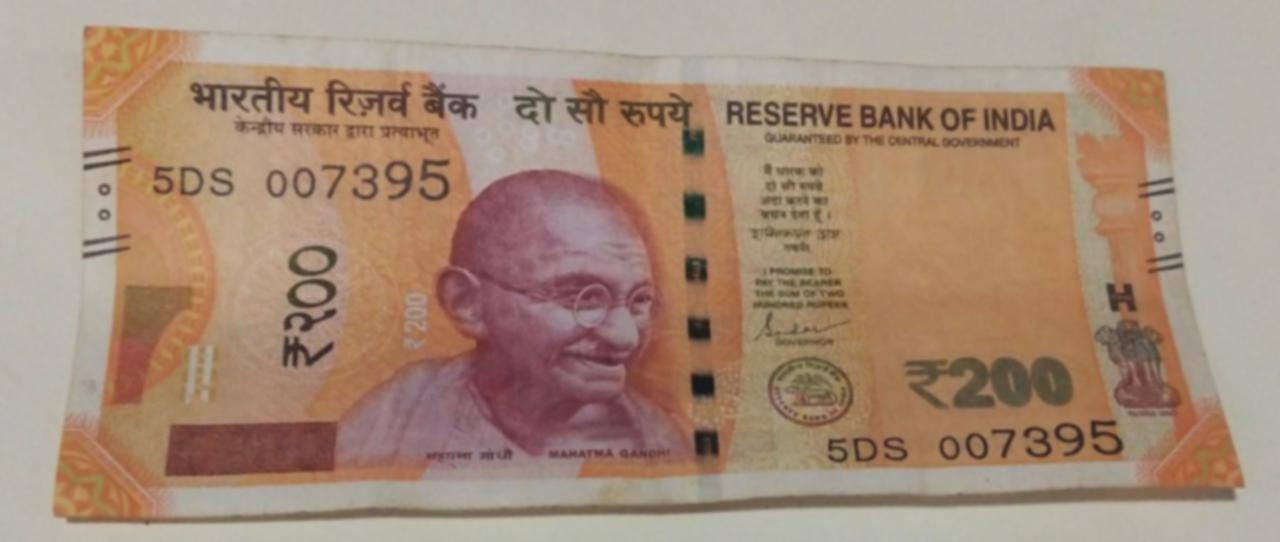 भारतीय रिज़र्व बैंक दो सौ रुपये RESERVE BANK OF INDIA
केन्द्रीय सरकार द्वारा प्रत्याभूत GUARANTEED BY THE CENTRAL GOVERNMENT
5DS 007395
₹२००
₹200
मैं धारक को
दो सौ रुपये
अदा करने का
वचन देता हूँ ।
I PROMISE TO
PAY THE BEARER
THE SUM OF TWO
HUNDRED RUPEES
GOVERNOR
₹200
5DS 007395
महात्मा गांधी MAHATMA GANDHI